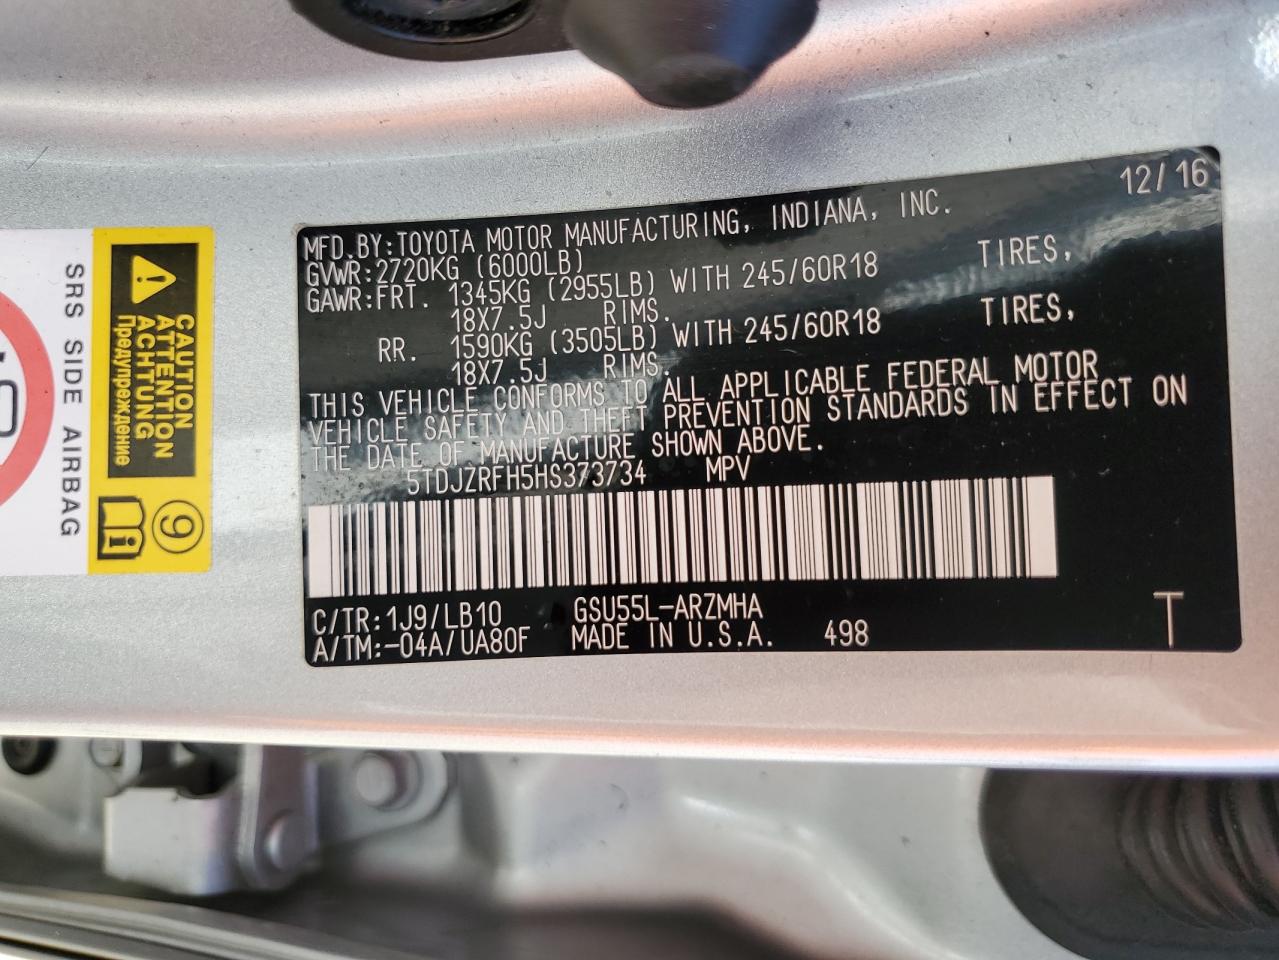 12/16
MFD.BY:TOYOTA MOTOR MANUFACTURING, INDIANA, INC.
GVWR:2720KG (6000LB)
GAWR:FRT. 1345KG (2955LB) WITH 245/60R18 TIRES,
18X7.5J RIMS.
RR. 1590KG (3505LB) WITH 245/60R18 TIRES,
18X7.5J RIMS.
THIS VEHICLE CONFORMS TO ALL APPLICABLE FEDERAL MOTOR
VEHICLE SAFETY AND THEFT PREVENTION STANDARDS IN EFFECT ON
THE DATE OF MANUFACTURE SHOWN ABOVE.
5TDJZRFH5HS373734 MPV
C/TR:1J9/LB10 GSU55L-ARZMHA
A/TM:-04A/UA80F MADE IN U.S.A. 498 T
CAUTION
ATTENTION
ACHTUNG
Предупреждение
9
i
SRS SIDE AIRBAG